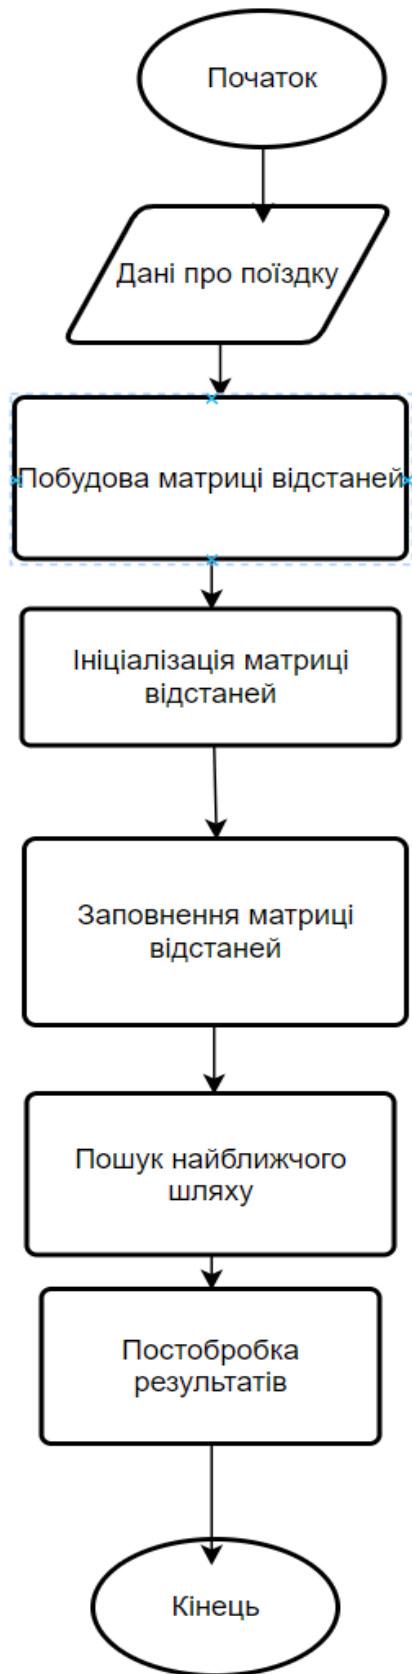 Початок
Дані про поїздку
Побудова матриці відстаней
Ініціалізація матриці
відстаней
Заповнення матриці
відстаней
Пошук найближчого
шляху
Постобробка
результатів
Кінець